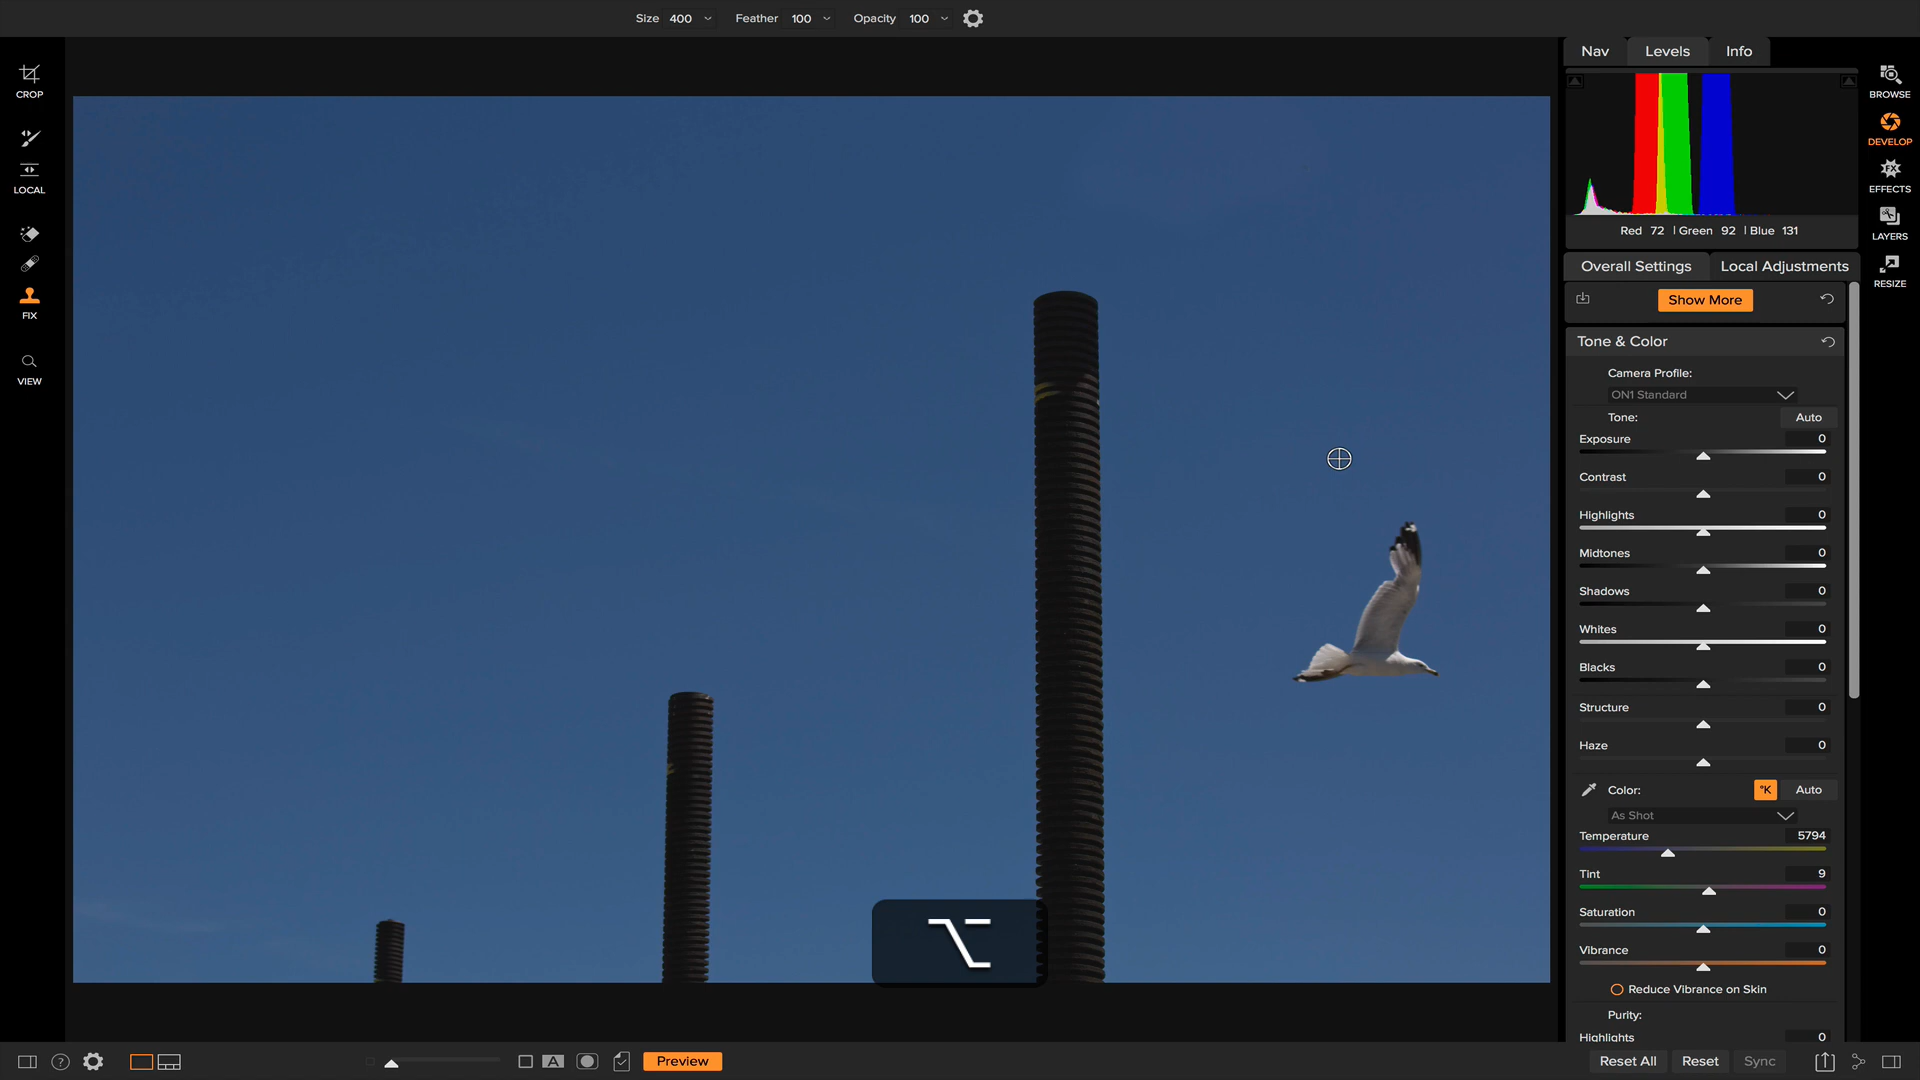 Size 400 Feather 100 Opacity 100
Nav Levels Info
CROP
BROWSE
DEVELOP
LOCAL
EFFECTS
Red 72 | Green 92 | Blue 131
LAYERS
Overall Settings Local Adjustments
RESIZE
Show More
FIX
Tone & Color
VIEW
Camera Profile:
ON1 Standard
Tone: Auto
Exposure 0
Contrast 0
Highlights 0
Midtones 0
Shadows 0
Whites 0
Blacks 0
Structure 0
Haze 0
Color: °K Auto
As Shot
Temperature 5794
Tint 9
Saturation 0
Vibrance 0
Reduce Vibrance on Skin
Purity:
Highlights 0
? A Preview Reset All Reset Sync